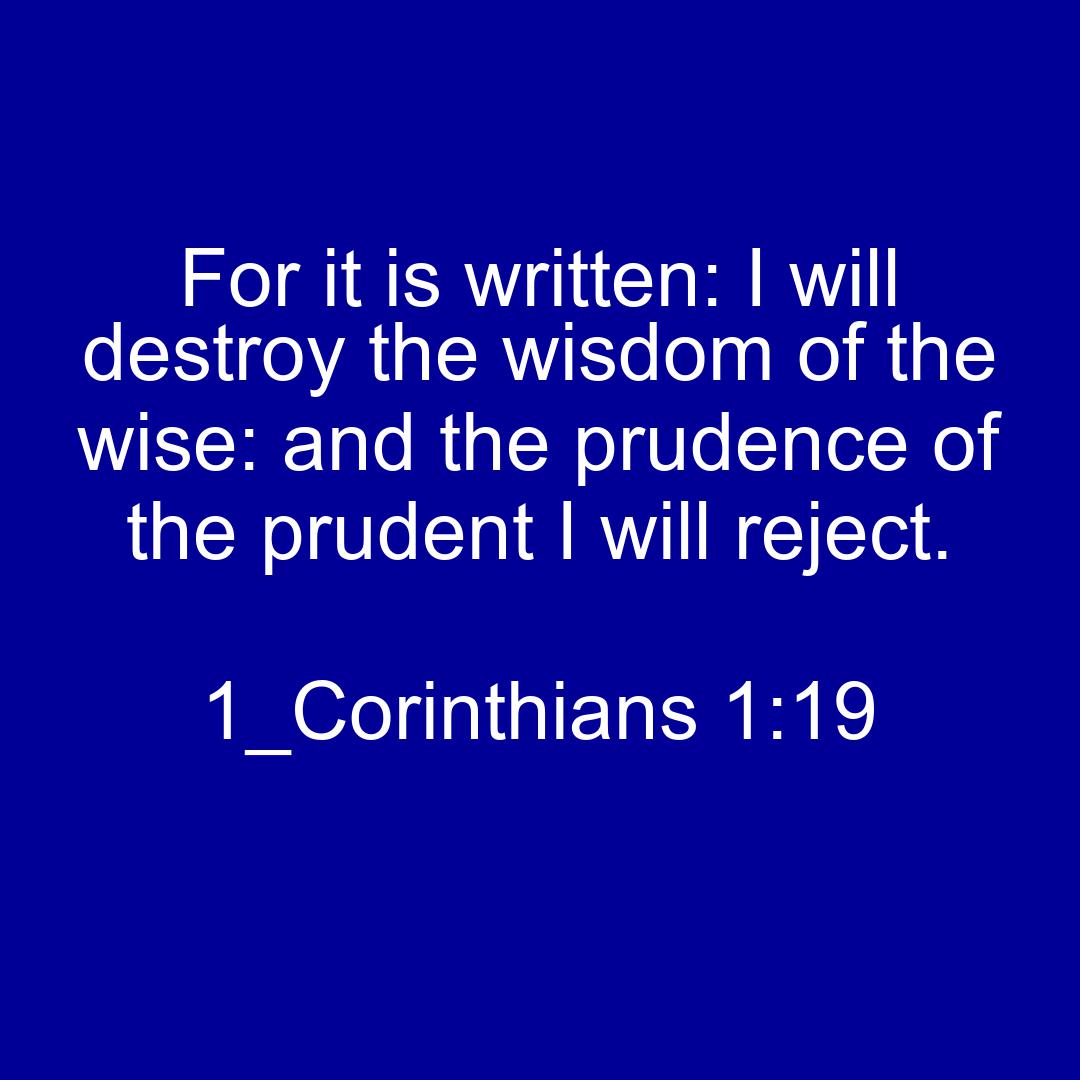 For it is written: I will
destroy the wisdom of the
wise: and the prudence of
the prudent I will reject.
1_Corinthians 1:19